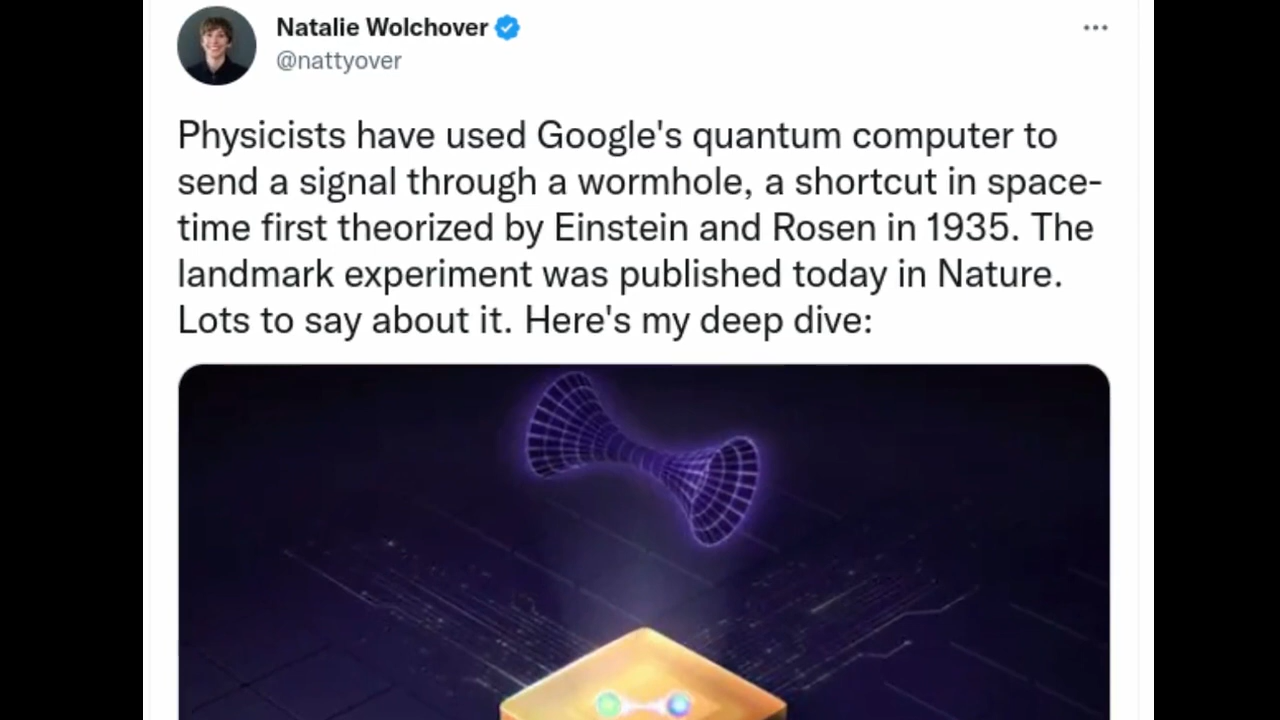 Natalie Wolchover
@nattyover
Physicists have used Google's quantum computer to
send a signal through a wormhole, a shortcut in space-
time first theorized by Einstein and Rosen in 1935. The
landmark experiment was published today in Nature.
Lots to say about it. Here's my deep dive: